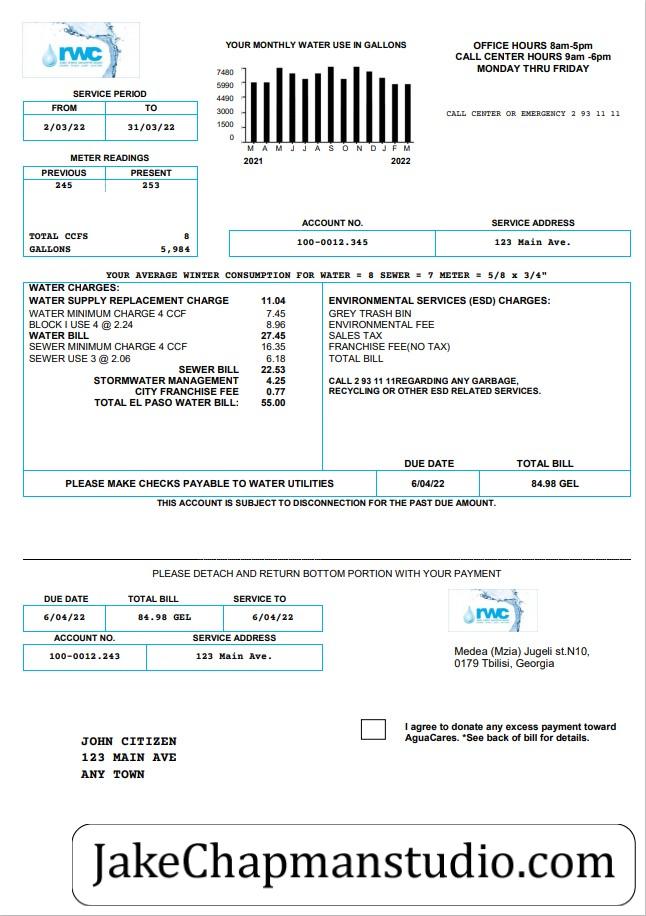 rwc
YOUR MONTHLY WATER USE IN GALLONS
7480
5990
4490
3200
1500
0
M A M J J A S O N D J F M
2021 2022
OFFICE HOURS 8am-5pm
CALL CENTER HOURS 9am -6pm
MONDAY THRU FRIDAY
CALL CENTER OR EMERGENCY 2 93 11 11
SERVICE PERIOD
FROM TO
2/03/22 31/03/22
METER READINGS
PREVIOUS PRESENT
245 253
TOTAL CCFS 8
GALLONS 5,984
ACCOUNT NO. SERVICE ADDRESS
100-0012.345 123 Main Ave.
YOUR AVERAGE WINTER CONSUMPTION FOR WATER = 8 SEWER = 7 METER = 5/8 x 3/4"
WATER CHARGES:
WATER SUPPLY REPLACEMENT CHARGE 11.04
WATER MINIMUM CHARGE 4 CCF 7.45
BLOCK I USE 4 @ 2.24 8.96
WATER BILL 27.45
SEWER MINIMUM CHARGE 4 CCF 16.35
SEWER USE 3 @ 2.06 6.18
SEWER BILL 22.53
STORMWATER MANAGEMENT 4.25
CITY FRANCHISE FEE 0.77
TOTAL EL PASO WATER BILL: 55.00
ENVIRONMENTAL SERVICES (ESD) CHARGES:
GREY TRASH BIN
ENVIRONMENTAL FEE
SALES TAX
FRANCHISE FEE(NO TAX)
TOTAL BILL
CALL 2 93 11 11REGARDING ANY GARBAGE,
RECYCLING OR OTHER ESD RELATED SERVICES.
DUE DATE TOTAL BILL
PLEASE MAKE CHECKS PAYABLE TO WATER UTILITIES 6/04/22 84.98 GEL
THIS ACCOUNT IS SUBJECT TO DISCONNECTION FOR THE PAST DUE AMOUNT.
PLEASE DETACH AND RETURN BOTTOM PORTION WITH YOUR PAYMENT
DUE DATE TOTAL BILL SERVICE TO
6/04/22 84.98 GEL 6/04/22
ACCOUNT NO. SERVICE ADDRESS
100-0012.243 123 Main Ave.
rwc
Medea (Mzia) Jugeli st.N10,
0179 Tbilisi, Georgia
I agree to donate any excess payment toward
AguaCares. *See back of bill for details.
JOHN CITIZEN
123 MAIN AVE
ANY TOWN
JakeChapmanstudio.com